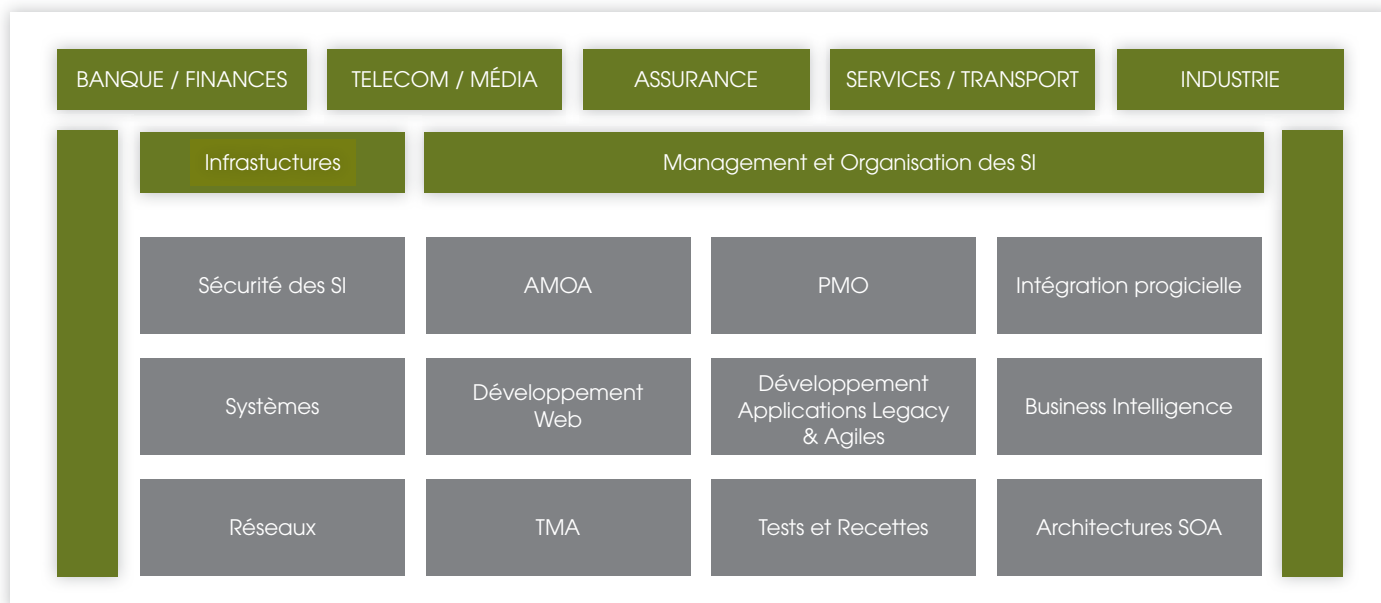 BANQUE / FINANCES
TELECOM / MÉDIA
ASSURANCE
SERVICES / TRANSPORT
INDUSTRIE
Infrastuctures
Management et Organisation des SI
Sécurité des SI
AMOA
PMO
Intégration progicielle
Systèmes
Développement
Web
Développement
Applications Legacy
& Agiles
Business Intelligence
Réseaux
TMA
Tests et Recettes
Architectures SOA